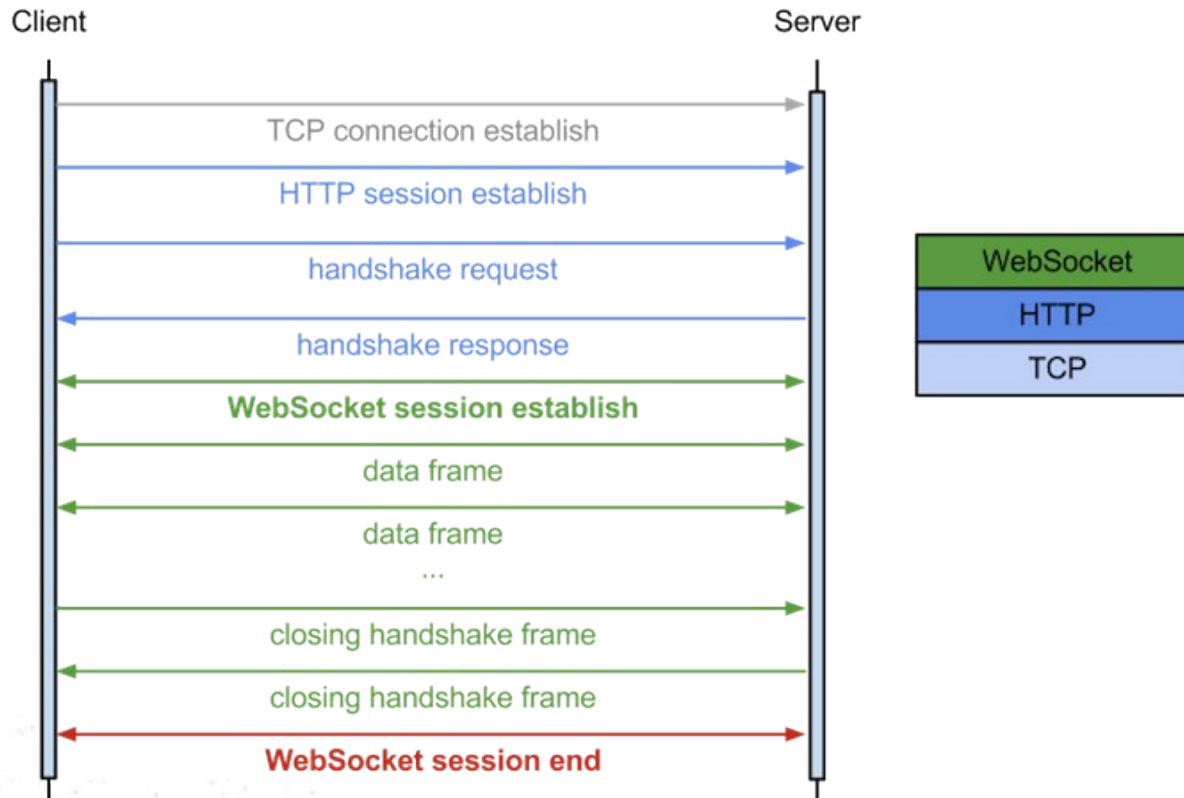 Client
Server
TCP connection establish
HTTP session establish
handshake request
handshake response
WebSocket session establish
data frame
data frame
...
closing handshake frame
closing handshake frame
WebSocket session end
WebSocket
HTTP
TCP